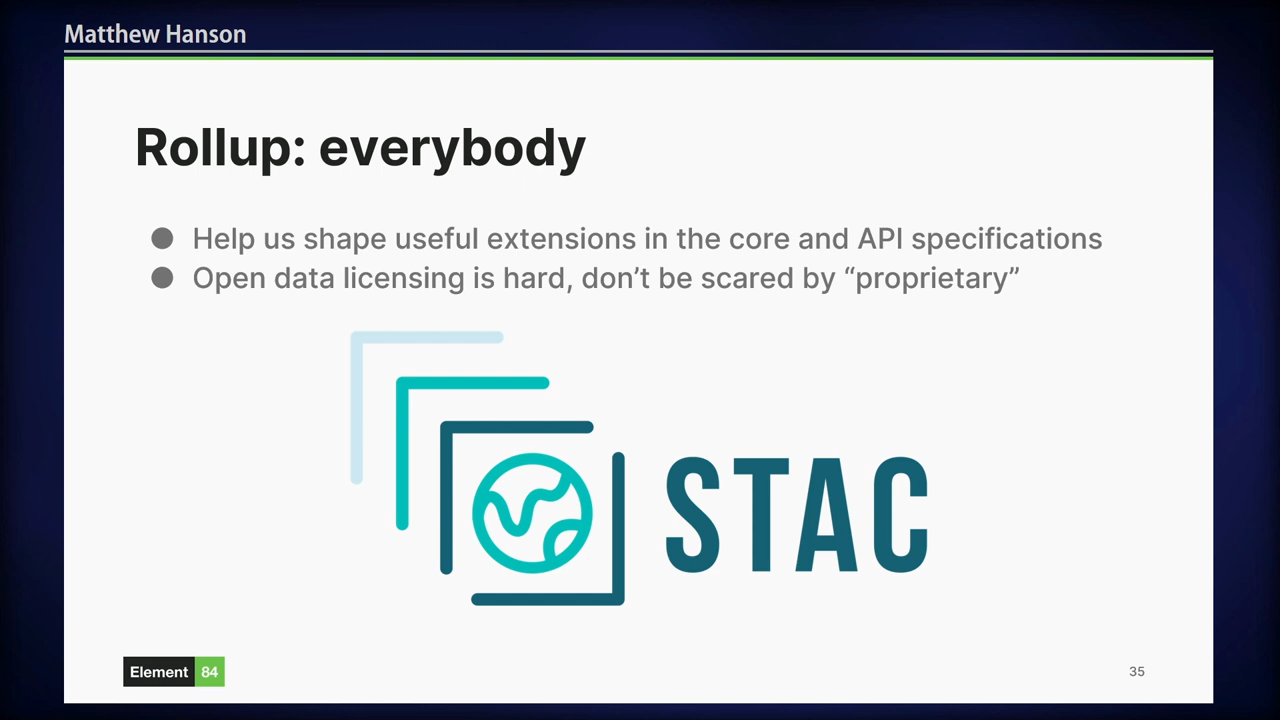 Matthew Hanson
Rollup: everybody
● Help us shape useful extensions in the core and API specifications
● Open data licensing is hard, don’t be scared by “proprietary”
STAC
Element 84
35